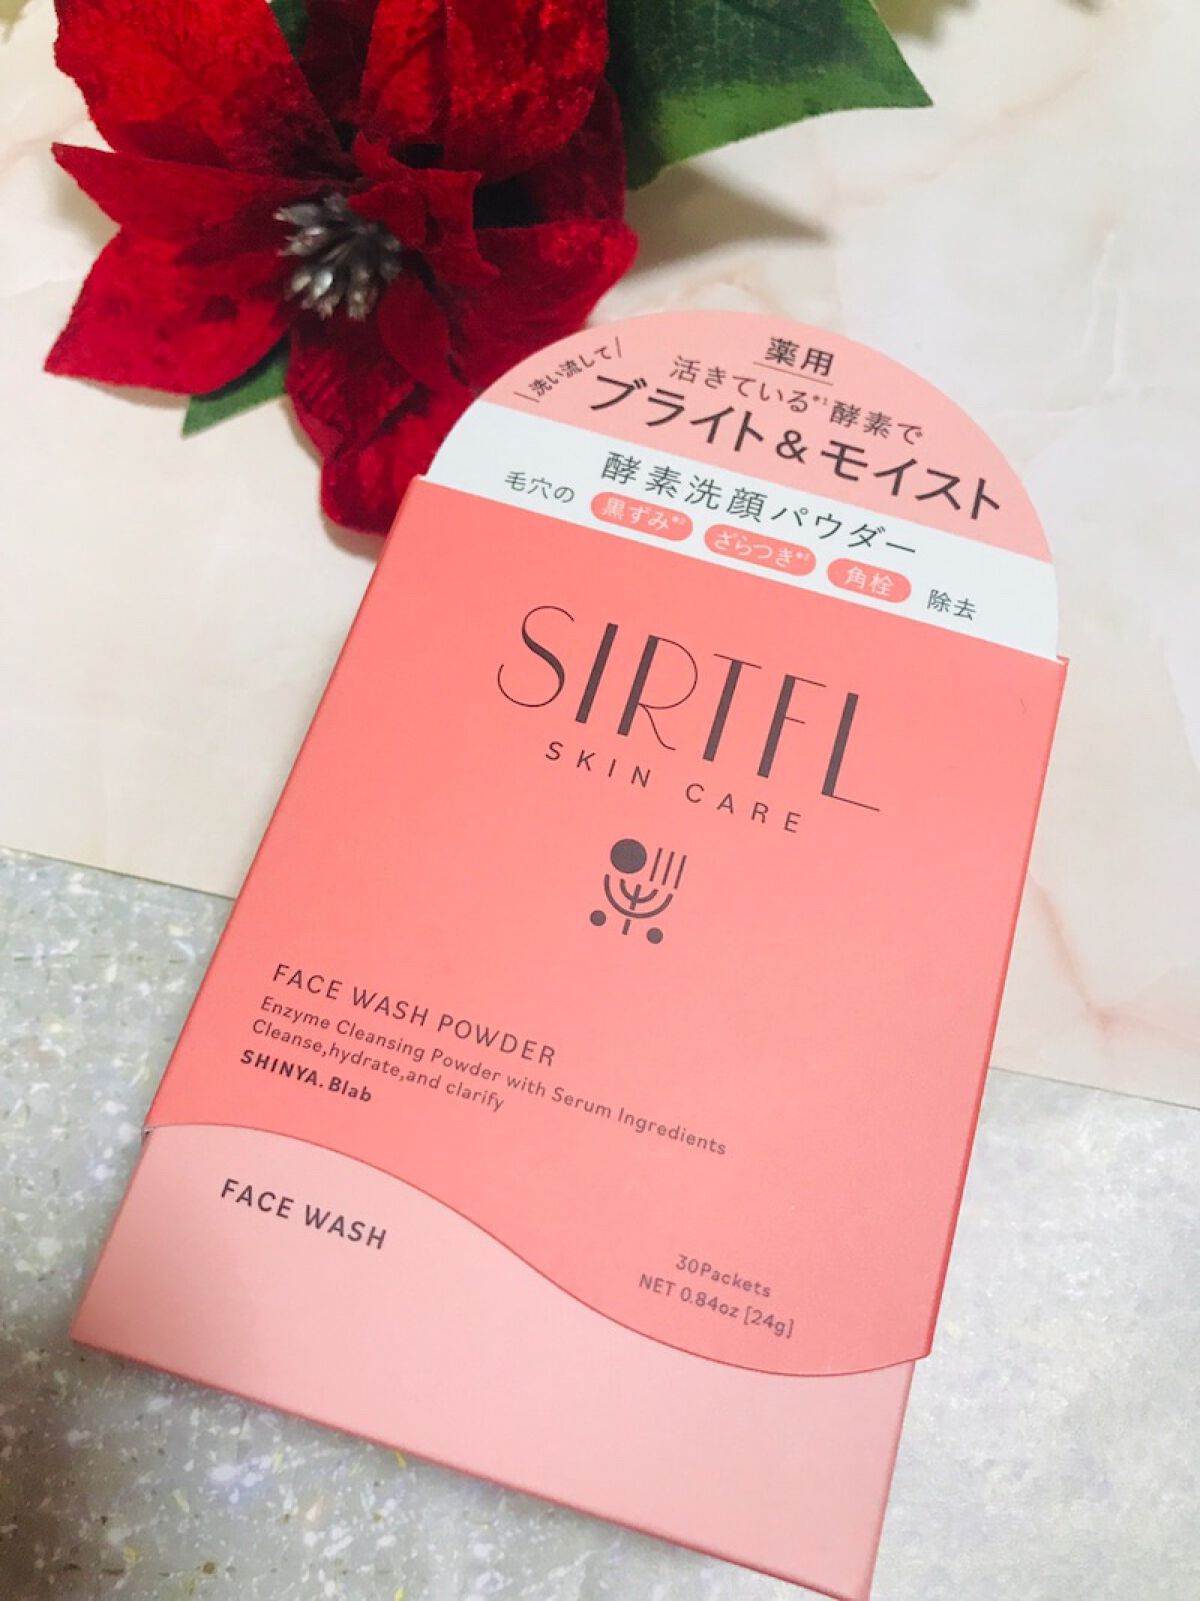 薬用
\洗い流して/
活きている※1酵素で
ブライト&モイスト
酵素洗顔パウダー
毛穴の 黒ずみ※2 ざらつき※2 角栓 除去
SIRTFL
SKIN CARE
FACE WASH POWDER
Enzyme Cleansing Powder with Serum Ingredients
Cleanse,hydrate,and clarify
SHINYA.Blab
FACE WASH
30Packets
NET 0.84oz [24g]